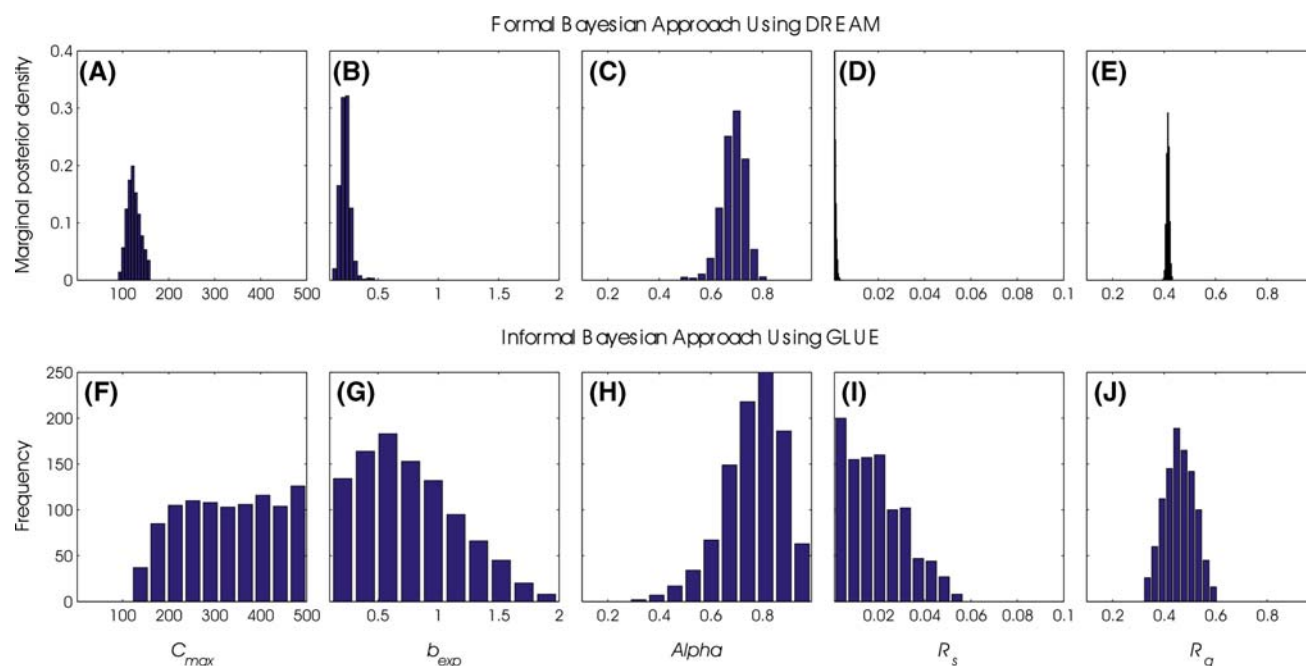 Formal Bayesian Approach Using DREAM
Marginal posterior density
0.4
0.3
0.2
0.1
0
(A)
100 200 300 400 500
(B)
0.5 1 1.5 2
(C)
0.2 0.4 0.6 0.8
(D)
0.02 0.04 0.06 0.08 0.1
(E)
0.2 0.4 0.6 0.8
Informal Bayesian Approach Using GLUE
Frequency
250
200
150
100
50
0
(F)
100 200 300 400 500
(G)
0.5 1 1.5 2
(H)
0.2 0.4 0.6 0.8
(I)
0.02 0.04 0.06 0.08 0.1
(J)
0.2 0.4 0.6 0.8
C_max b_exp Alpha R_s R_q